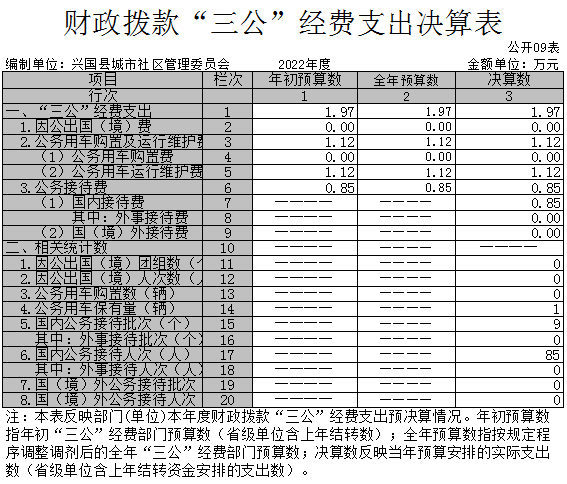 财政拨款“三公”经费支出决算表
公开09表
编制单位：兴国县城市社区管理委员会 2022年度 金额单位：万元
项目 栏次 年初预算数 全年预算数 决算数
行次 1 2 3
一、“三公”经费支出 1 1.97 1.97 1.97
1.因公出国（境）费 2 0.00 0.00 0.00
2.公务用车购置及运行维护费 3 1.12 1.12 1.12
（1）公务用车购置费 4 0.00 0.00 0.00
（2）公务用车运行维护费 5 1.12 1.12 1.12
3.公务接待费 6 0.85 0.85 0.85
（1）国内接待费 7 ———— ———— 0.85
其中：外事接待费 8 ———— ———— 0.00
（2）国（境）外接待费 9 ———— ———— 0.00
二、相关统计数 10 ———— ———— ————
1.因公出国（境）团组数（个 11 ———— ———— 0
2.因公出国（境）人次数（人 12 ———— ———— 0
3.公务用车购置数（辆） 13 ———— ———— 0
4.公务用车保有量（辆） 14 ———— ———— 1
5.国内公务接待批次（个） 15 ———— ———— 9
其中：外事接待批次（个） 16 ———— ———— 0
6.国内公务接待人次（人） 17 ———— ———— 85
其中：外事接待人次（人） 18 ———— ———— 0
7.国（境）外公务接待批次 19 ———— ———— 0
8.国（境）外公务接待人次 20 ———— ———— 0
注：本表反映部门(单位)本年度财政拨款“三公”经费支出预决算情况。年初预算数
指年初“三公”经费部门预算数（省级单位含上年结转数）；全年预算数指按规定程
序调整调剂后的全年“三公”经费部门预算数；决算数反映当年预算安排的实际支出
数（省级单位含上年结转资金安排的支出数）。